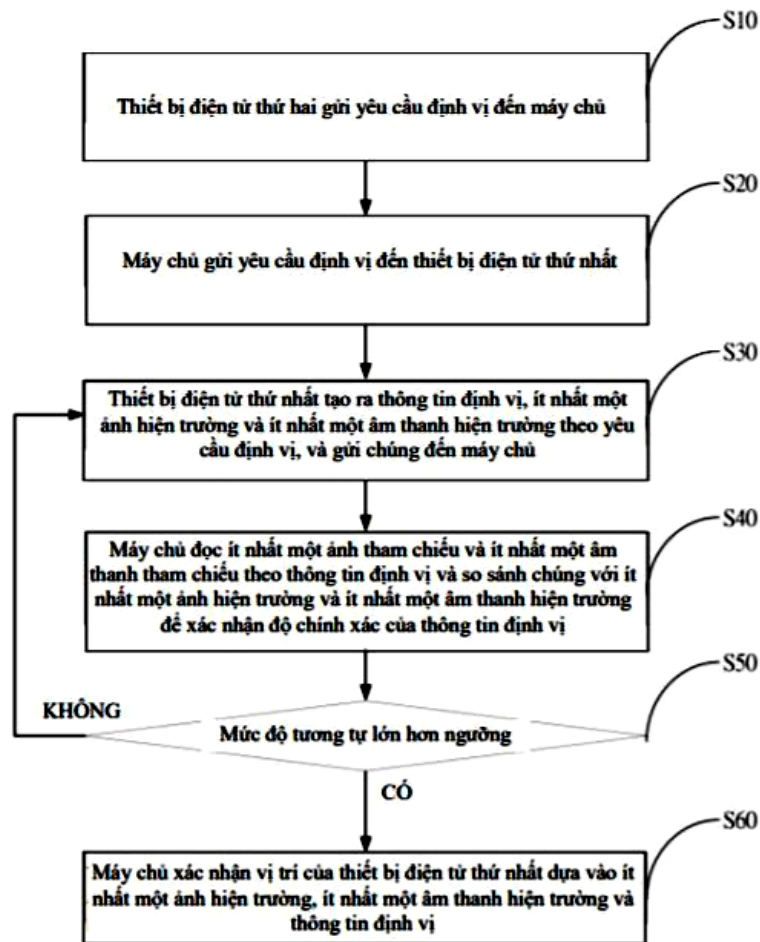 S10
Thiết bị điện tử thứ hai gửi yêu cầu định vị đến máy chủ
S20
Máy chủ gửi yêu cầu định vị đến thiết bị điện tử thứ nhất
S30
Thiết bị điện tử thứ nhất tạo ra thông tin định vị, ít nhất một
ảnh hiện trường và ít nhất một âm thanh hiện trường theo yêu
cầu định vị, và gửi chúng đến máy chủ
S40
Máy chủ đọc ít nhất một ảnh tham chiếu và ít nhất một âm
thanh tham chiếu theo thông tin định vị và so sánh chúng với ít
nhất một ảnh hiện trường và ít nhất một âm thanh hiện trường
để xác nhận độ chính xác của thông tin định vị
S50
KHÔNG
Mức độ tương tự lớn hơn ngưỡng
CÓ
S60
Máy chủ xác nhận vị trí của thiết bị điện tử thứ nhất dựa vào ít
nhất một ảnh hiện trường, ít nhất một âm thanh hiện trường và
thông tin định vị